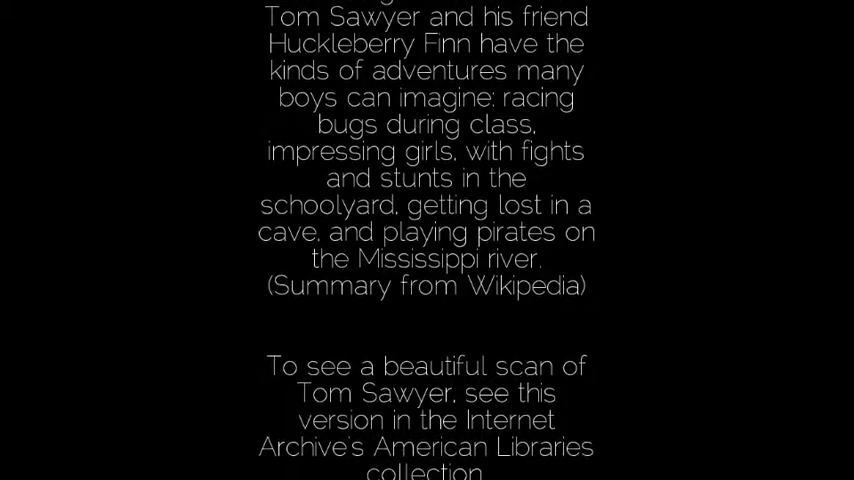 Tom Sawyer and his friend
Huckleberry Finn have the
kinds of adventures many
boys can imagine: racing
bugs during class,
impressing girls, with fights
and stunts in the
schoolyard, getting lost in a
cave, and playing pirates on
the Mississippi river.
(Summary from Wikipedia)
To see a beautiful scan of
Tom Sawyer, see this
version in the Internet
Archive's American Libraries
collection